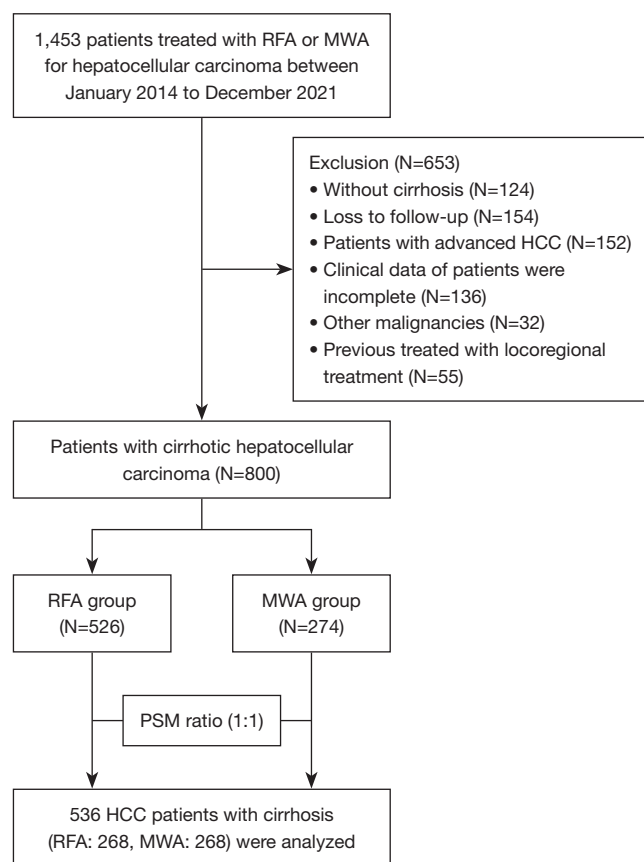 1,453 patients treated with RFA or MWA
for hepatocellular carcinoma between
January 2014 to December 2021
Exclusion (N=653)
• Without cirrhosis (N=124)
• Loss to follow-up (N=154)
• Patients with advanced HCC (N=152)
• Clinical data of patients were
incomplete (N=136)
• Other malignancies (N=32)
• Previous treated with locoregional
treatment (N=55)
Patients with cirrhotic hepatocellular
carcinoma (N=800)
RFA group
(N=526)
MWA group
(N=274)
PSM ratio (1:1)
536 HCC patients with cirrhosis
(RFA: 268, MWA: 268) were analyzed